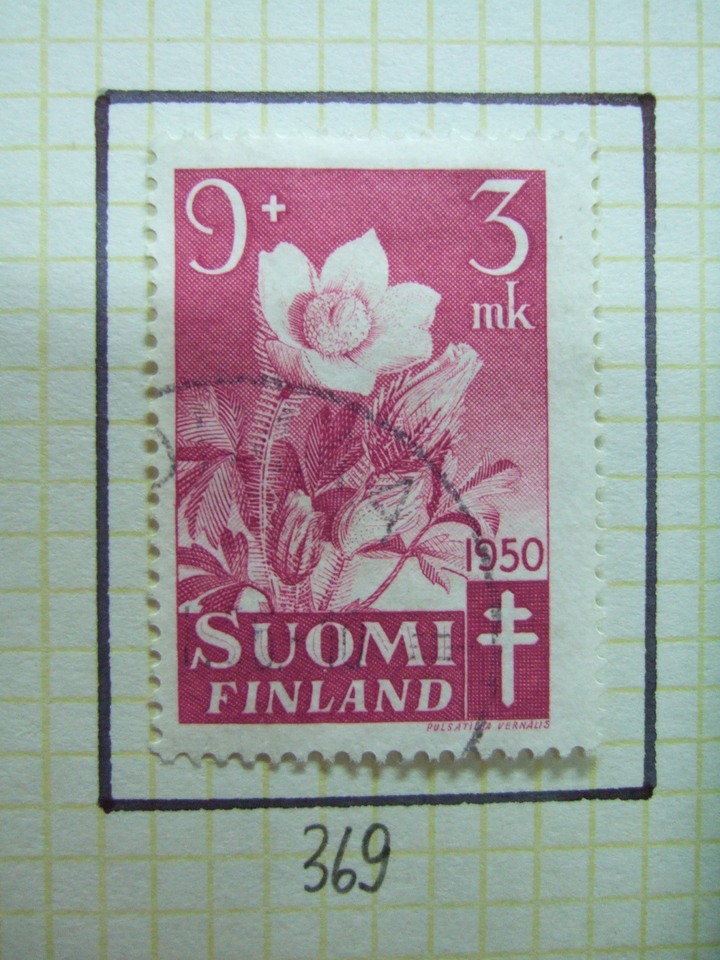 9+ 3
mk
1950
SUOMI
FINLAND
PULSATILLA VERNALIS
369